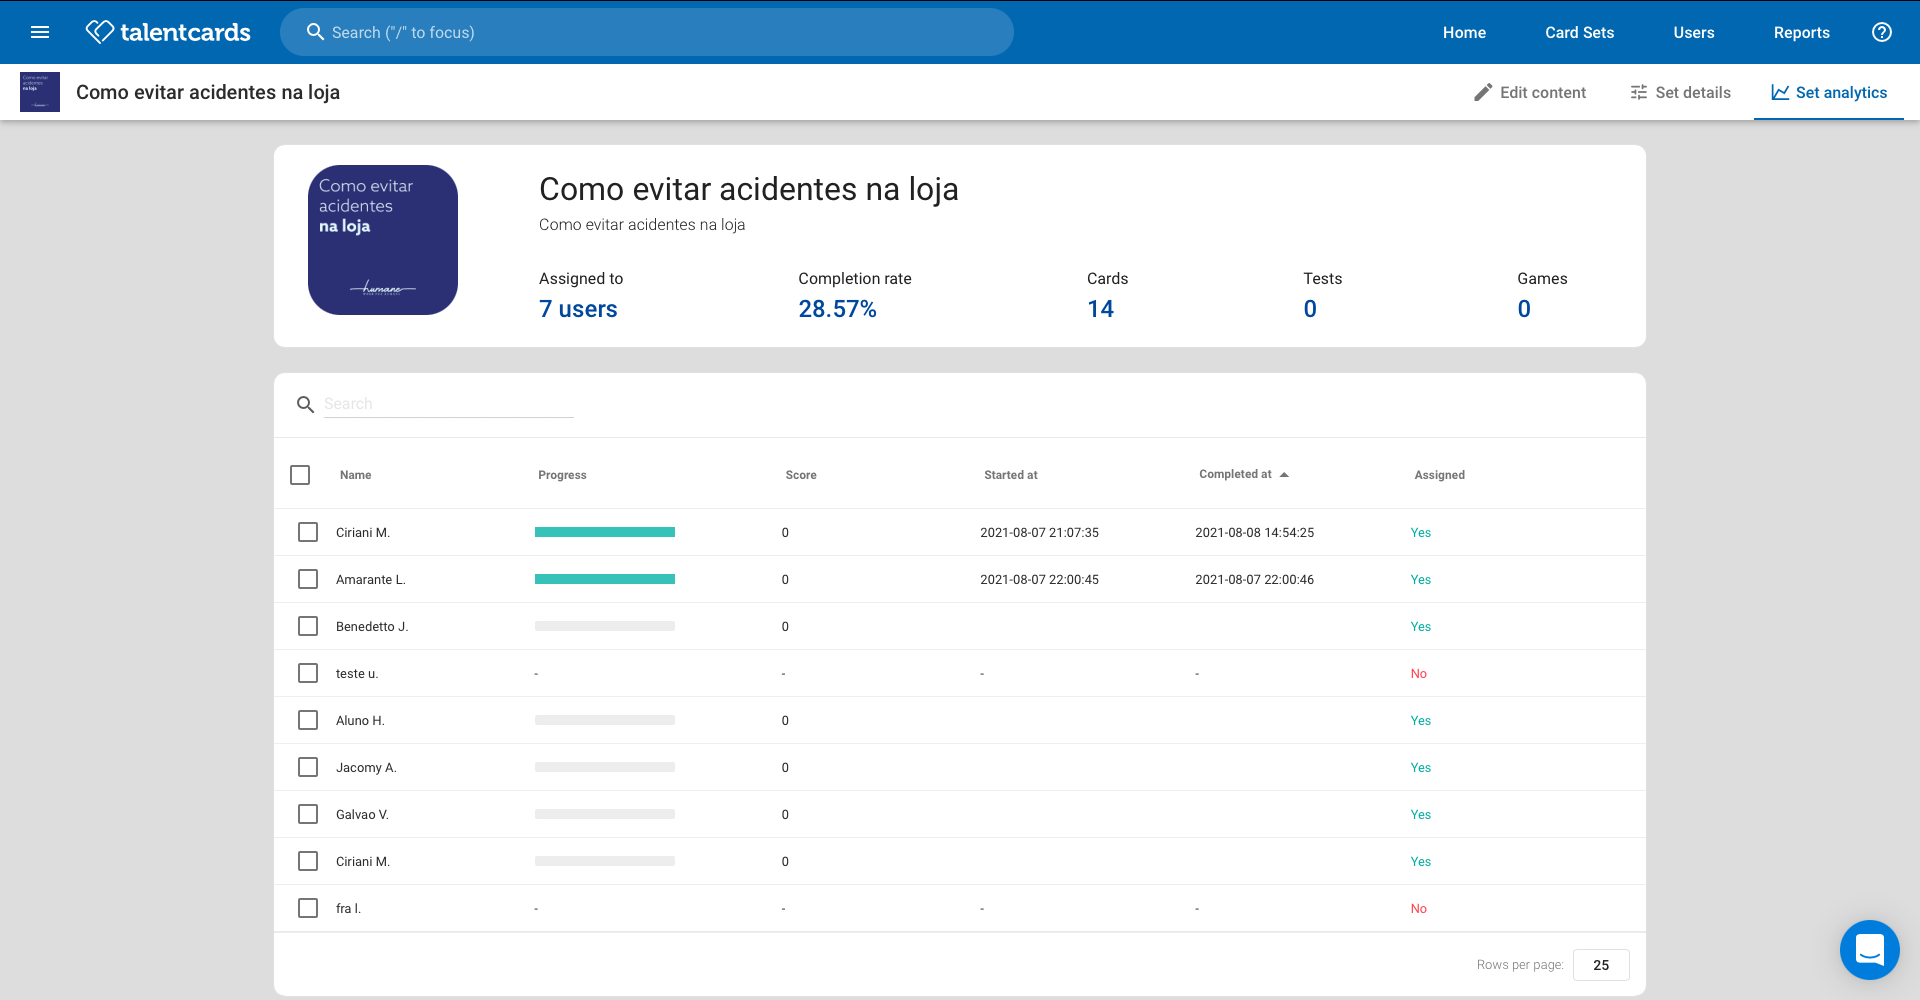 talentcards
Search ("/" to focus)
Home
Card Sets
Users
Reports
Como evitar
acidentes
na loja
Como evitar acidentes na loja
Edit content
Set details
Set analytics
Como evitar
acidentes
na loja
humane
Como evitar acidentes na loja
Como evitar acidentes na loja
Assigned to Completion rate Cards Tests Games
7 users 28.57% 14 0 0
Search
Name Progress Score Started at Completed at Assigned
Ciriani M. 0 2021-08-07 21:07:35 2021-08-08 14:54:25 Yes
Amarante L. 0 2021-08-07 22:00:45 2021-08-07 22:00:46 Yes
Benedetto J. 0 Yes
teste u. - - - - No
Aluno H. 0 Yes
Jacomy A. 0 Yes
Galvao V. 0 Yes
Ciriani M. 0 Yes
fra l. - - - - No
Rows per page: 25